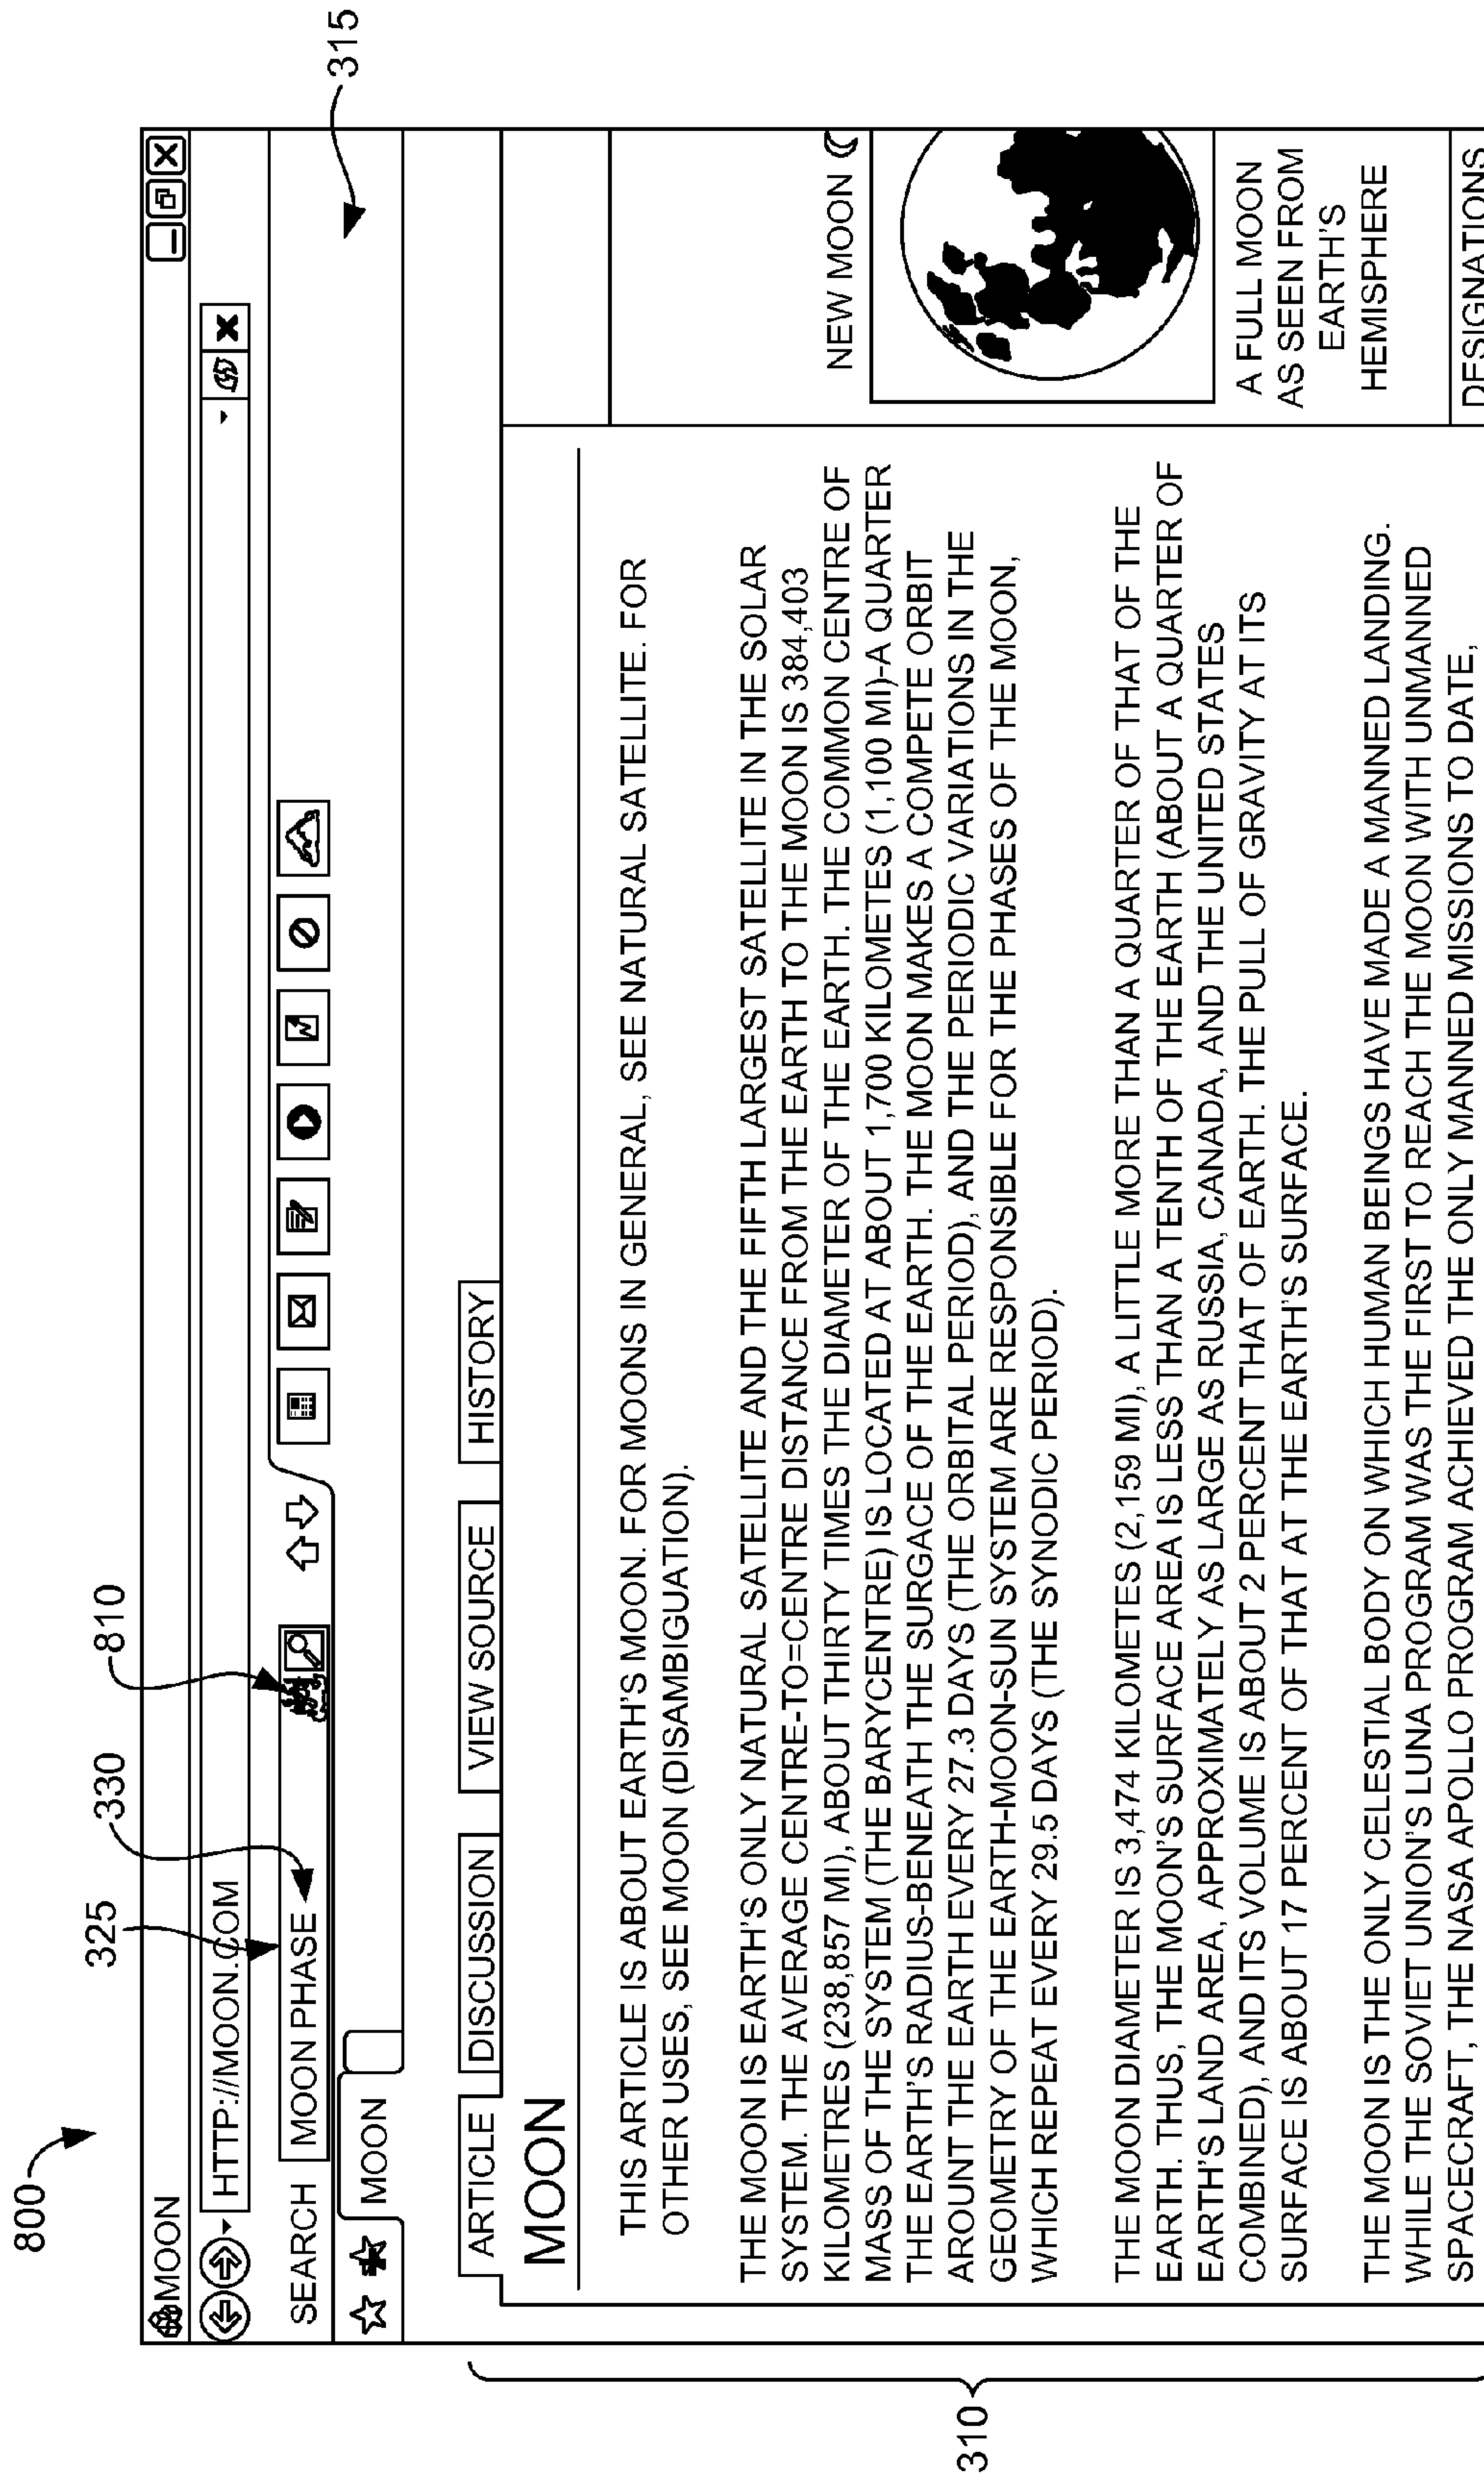 800
325
330
810
315
MOON
HTTP://MOON.COM
SEARCH MOON PHASE
MOON
310
ARTICLE DISCUSSION VIEW SOURCE HISTORY
MOON
THIS ARTICLE IS ABOUT EARTH'S MOON. FOR MOONS IN GENERAL, SEE NATURAL SATELLITE. FOR
OTHER USES, SEE MOON (DISAMBIGUATION).
THE MOON IS EARTH'S ONLY NATURAL SATELLITE AND THE FIFTH LARGEST SATELLITE IN THE SOLAR
SYSTEM. THE AVERAGE CENTRE-TO=CENTRE DISTANCE FROM THE EARTH TO THE MOON IS 384,403
KILOMETRES (238,857 MI), ABOUT THIRTY TIMES THE DIAMETER OF THE EARTH. THE COMMON CENTRE OF
MASS OF THE SYSTEM (THE BARYCENTRE) IS LOCATED AT ABOUT 1,700 KILOMETES (1,100 MI)-A QUARTER
THE EARTH'S RADIUS-BENEATH THE SURGACE OF THE EARTH. THE MOON MAKES A COMPETE ORBIT
AROUNT THE EARTH EVERY 27.3 DAYS (THE ORBITAL PERIOD), AND THE PERIODIC VARIATIONS IN THE
GEOMETRY OF THE EARTH-MOON-SUN SYSTEM ARE RESPONSIBLE FOR THE PHASES OF THE MOON,
WHICH REPEAT EVERY 29.5 DAYS (THE SYNODIC PERIOD).
THE MOON DIAMETER IS 3,474 KILOMETES (2,159 MI), A LITTLE MORE THAN A QUARTER OF THAT OF THE
EARTH. THUS, THE MOON'S SURFACE AREA IS LESS THAN A TENTH OF THE EARTH (ABOUT A QUARTER OF
EARTH'S LAND AREA, APPROXIMATELY AS LARGE AS RUSSIA, CANADA, AND THE UNITED STATES
COMBINED), AND ITS VOLUME IS ABOUT 2 PERCENT THAT OF EARTH. THE PULL OF GRAVITY AT ITS
SURFACE IS ABOUT 17 PERCENT OF THAT AT THE EARTH'S SURFACE.
THE MOON IS THE ONLY CELESTIAL BODY ON WHICH HUMAN BEINGS HAVE MADE A MANNED LANDING.
WHILE THE SOVIET UNION'S LUNA PROGRAM WAS THE FIRST TO REACH THE MOON WITH UNMANNED
SPACECRAFT, THE NASA APOLLO PROGRAM ACHIEVED THE ONLY MANNED MISSIONS TO DATE,
NEW MOON
A FULL MOON
AS SEEN FROM
EARTH'S
HEMISPHERE
DESIGNATIONS